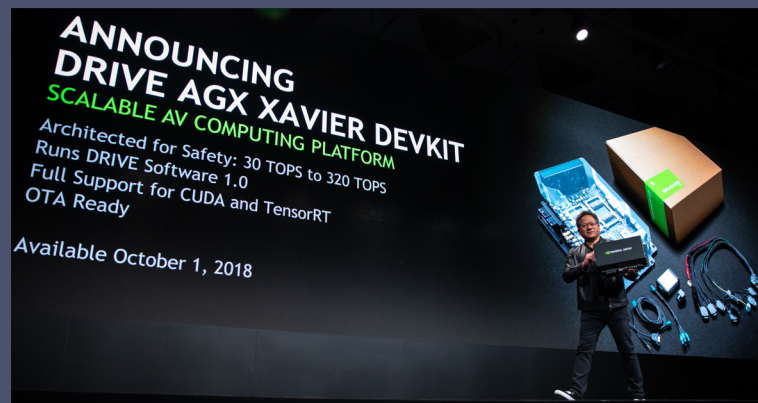 ANNOUNCING
DRIVE AGX XAVIER DEVKIT
SCALABLE AV COMPUTING PLATFORM
Architected for Safety: 30 TOPS to 320 TOPS
Runs DRIVE Software 1.0
Full Support for CUDA and TensorRT
OTA Ready
Available October 1, 2018